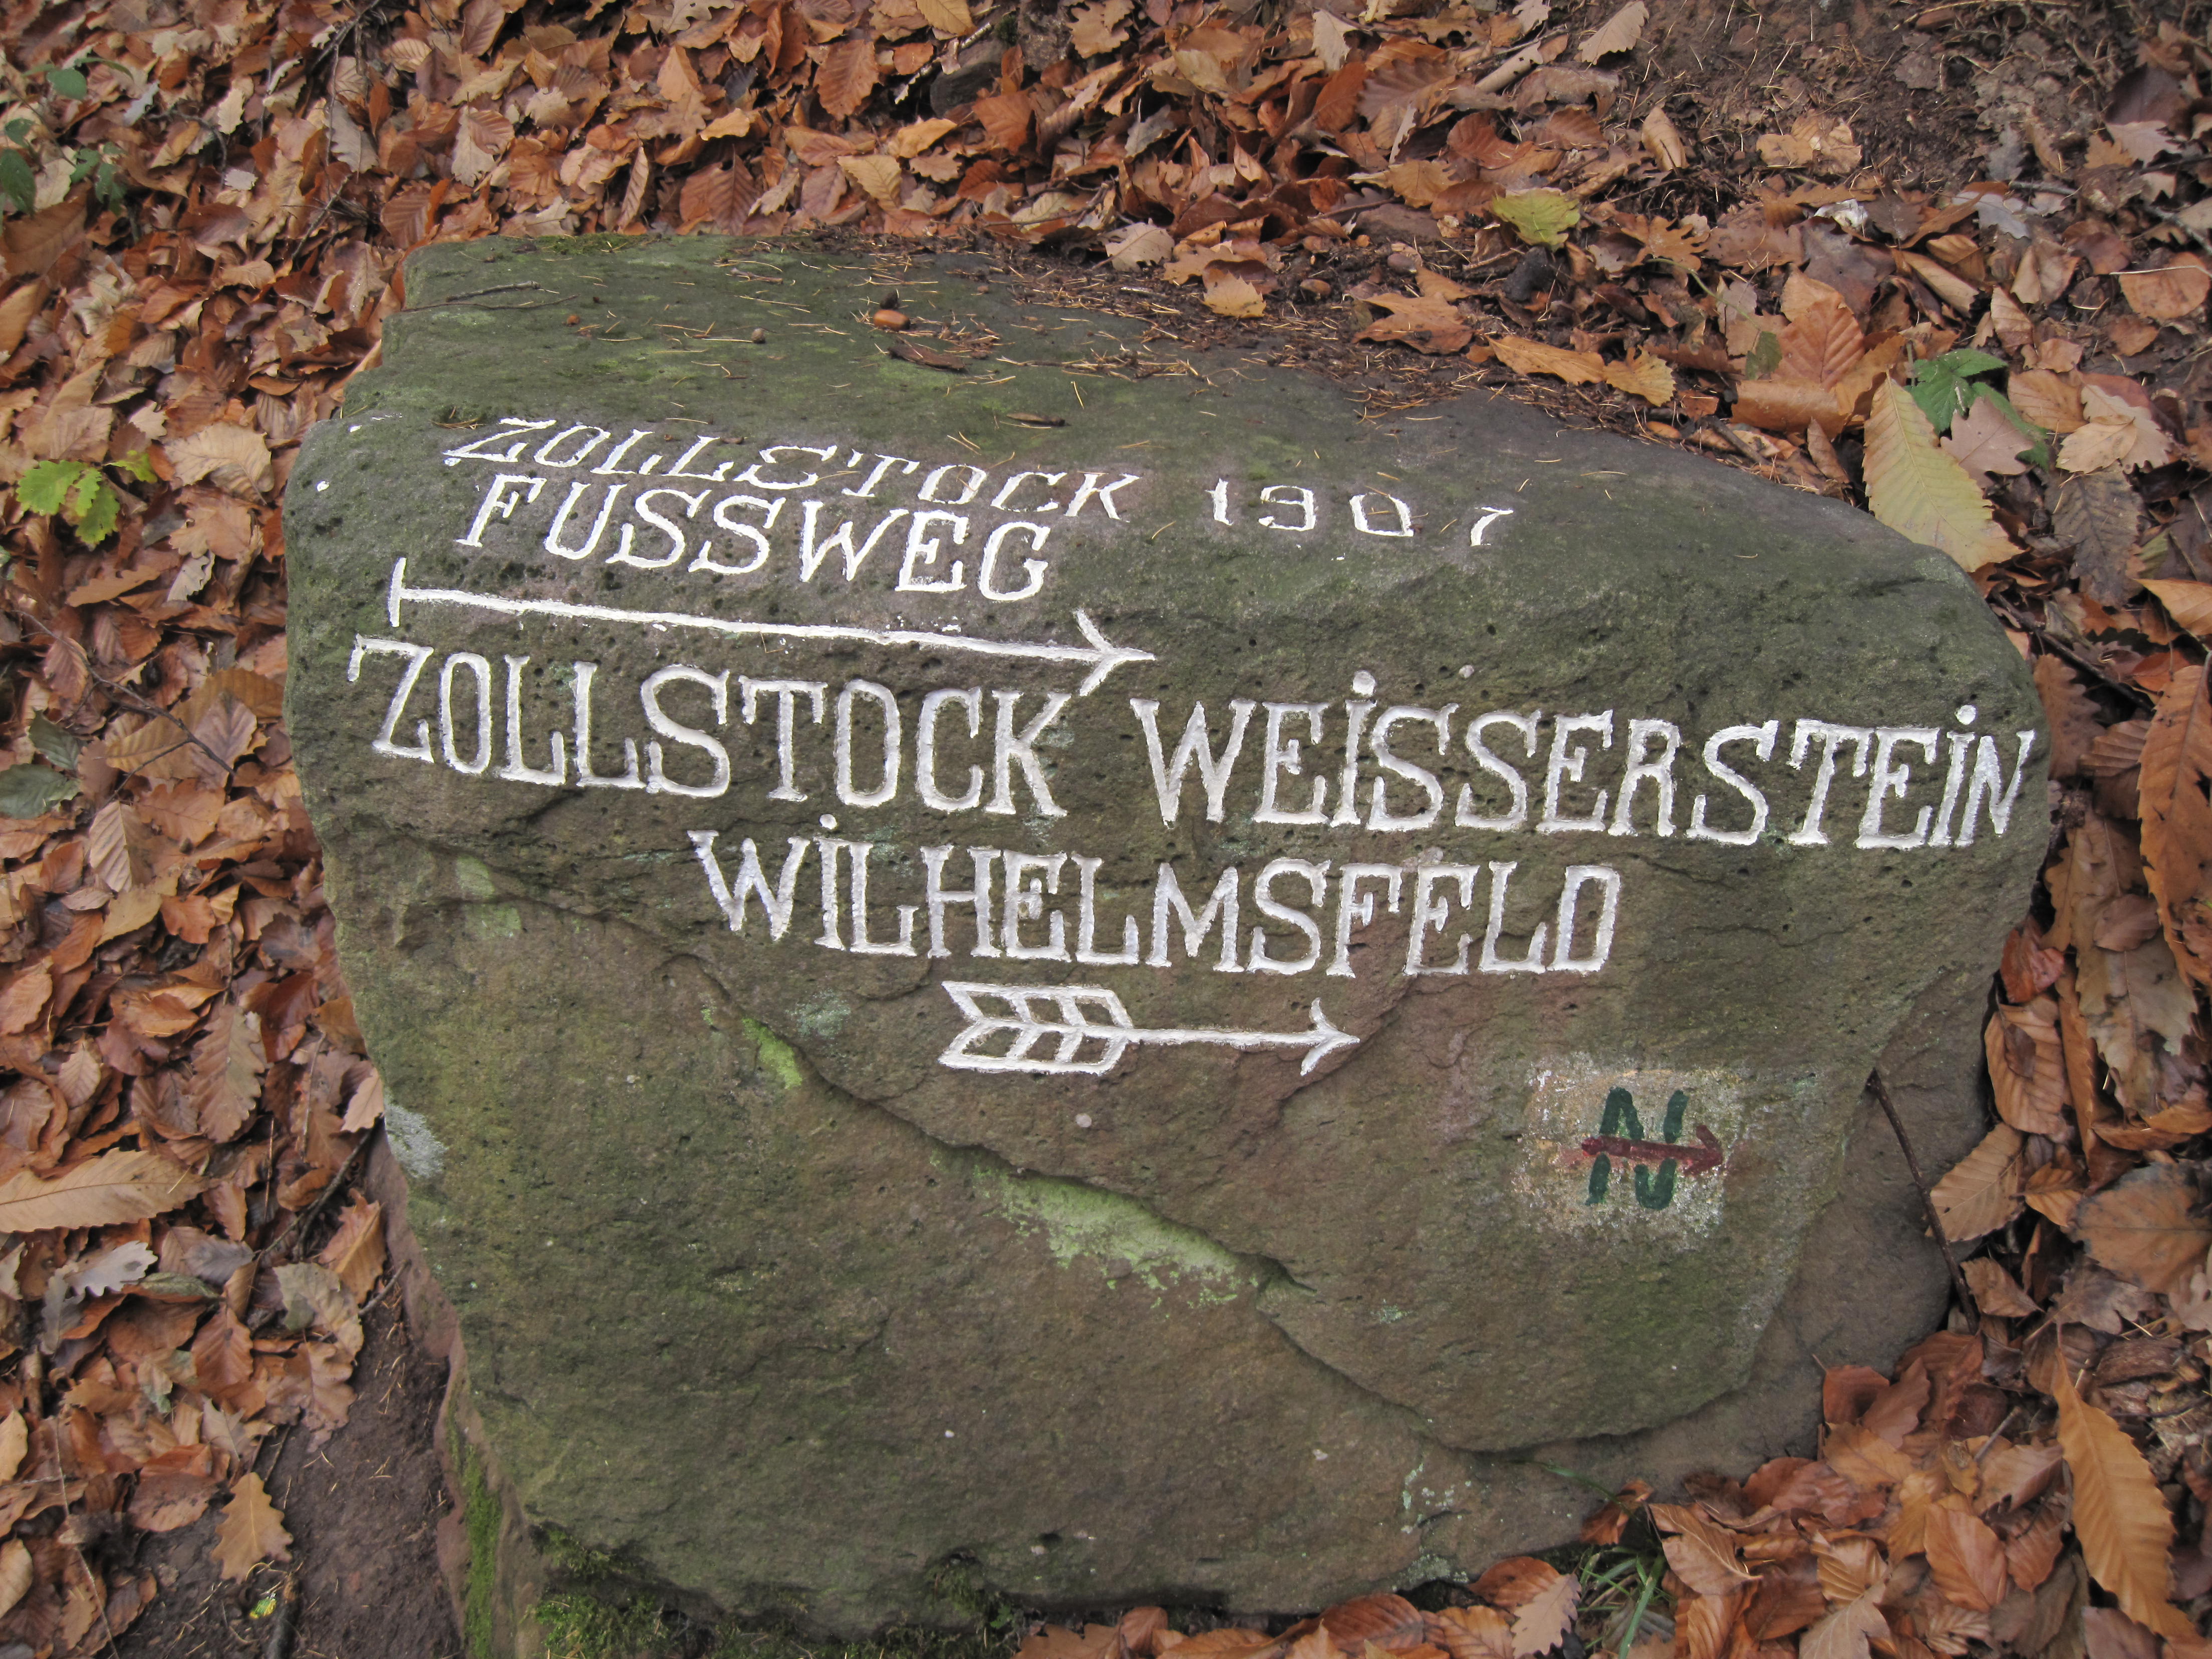 ZOLLSTOCK 1907
FUSSWEG
ZOLLSTOCK WEISSERSTEIN
WILHELMSFELD
N